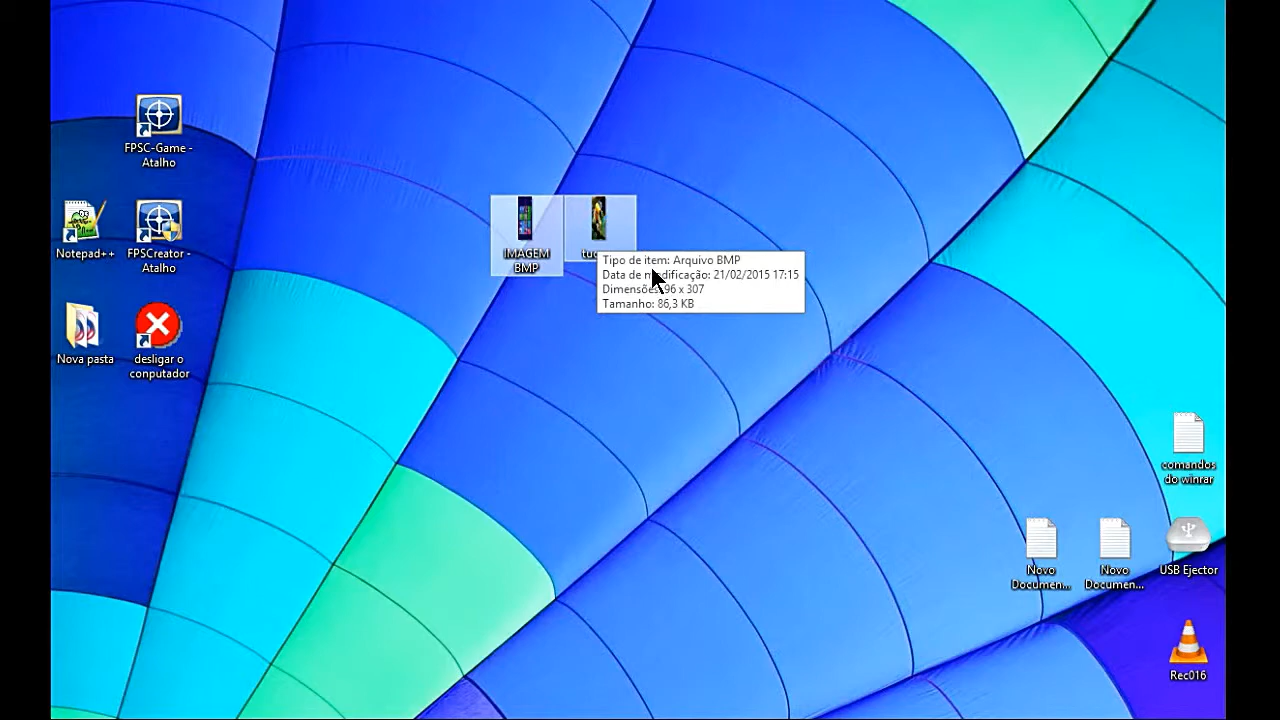 FPSC-Game -
Atalho
Notepad++
FPSCreator -
Atalho
Nova pasta
desligar o
conputador
IMAGEM
BMP
Tipo de item: Arquivo BMP
Data de modificação: 21/02/2015 17:15
Dimensões: 96 x 307
Tamanho: 86,3 KB
comandos
do winrar
Novo
Documen...
Novo
Documen...
USB Ejector
Rec016